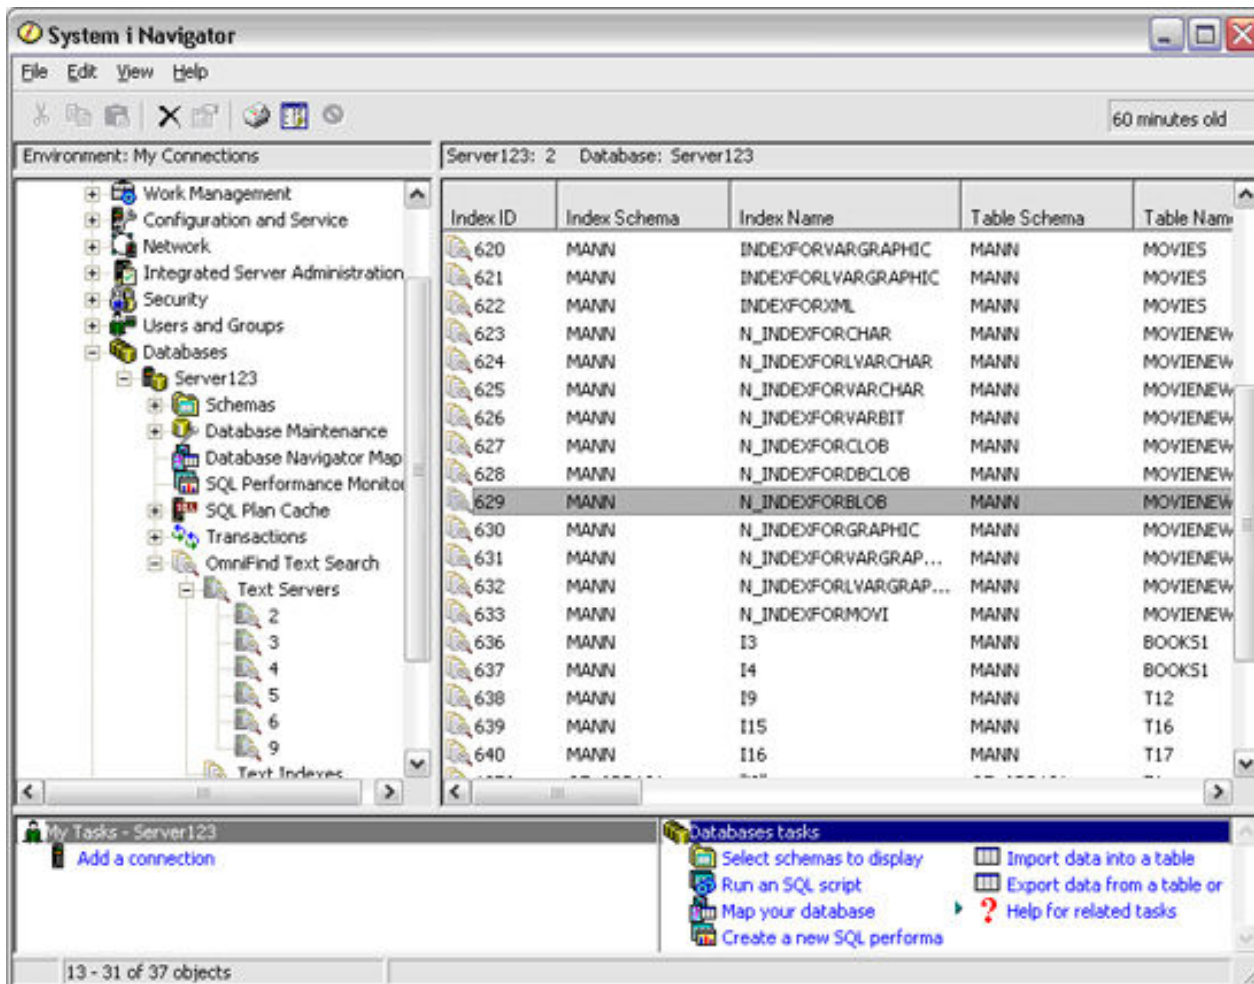 System i Navigator
File Edit View Help
60 minutes old
Environment: My Connections
Server123: 2 Database: Server123
Work Management
Configuration and Service
Network
Integrated Server Administration
Security
Users and Groups
Databases
Server123
Schemas
Database Maintenance
Database Navigator Map
SQL Performance Monitor
SQL Plan Cache
Transactions
OmniFind Text Search
Text Servers
2
3
4
5
6
9
Text Indexes
Index ID Index Schema Index Name Table Schema Table Name
620 MANN INDEXFORVARGRAPHIC MANN MOVIES
621 MANN INDEXFORLVARGRAPHIC MANN MOVIES
622 MANN INDEXFORXML MANN MOVIES
623 MANN N_INDEXFORCHAR MANN MOVIENEW
624 MANN N_INDEXFORLVARCHAR MANN MOVIENEW
625 MANN N_INDEXFORVARCHAR MANN MOVIENEW
626 MANN N_INDEXFORVARBIT MANN MOVIENEW
627 MANN N_INDEXFORCLOB MANN MOVIENEW
628 MANN N_INDEXFORDBCLOB MANN MOVIENEW
629 MANN N_INDEXFORBLOB MANN MOVIENEW
630 MANN N_INDEXFORGRAPHIC MANN MOVIENEW
631 MANN N_INDEXFORVARGRAP... MANN MOVIENEW
632 MANN N_INDEXFORLVARGRAP... MANN MOVIENEW
633 MANN N_INDEXFORMOVI MANN MOVIENEW
636 MANN I3 MANN BOOKS1
637 MANN I4 MANN BOOKS1
638 MANN I9 MANN T12
639 MANN I15 MANN T16
640 MANN I16 MANN T17
My Tasks - Server123
Add a connection
Databases tasks
Select schemas to display
Run an SQL script
Map your database
Create a new SQL performa
Import data into a table
Export data from a table or
Help for related tasks
13 - 31 of 37 objects